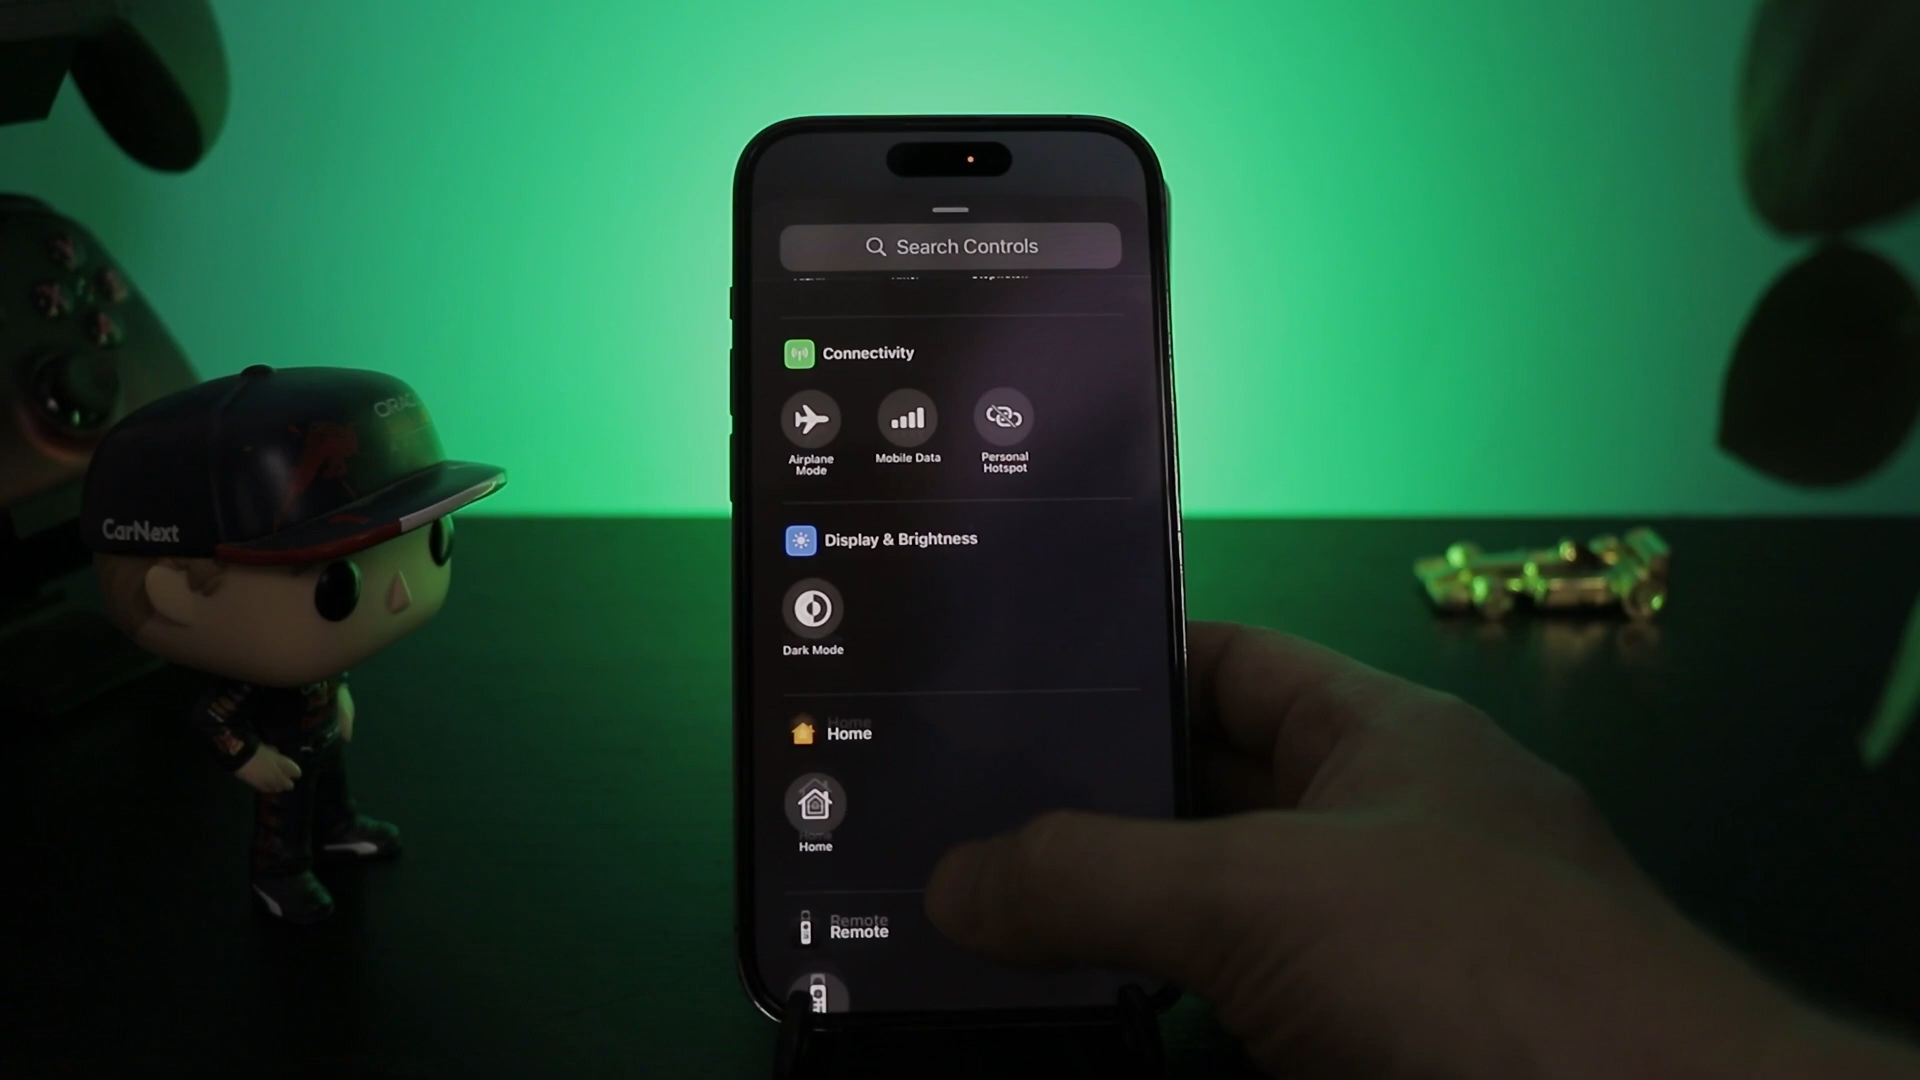 Search Controls
Connectivity
Airplane
Mode
Mobile Data
Personal
Hotspot
Display & Brightness
Dark Mode
Home
Home
Remote
CarNext